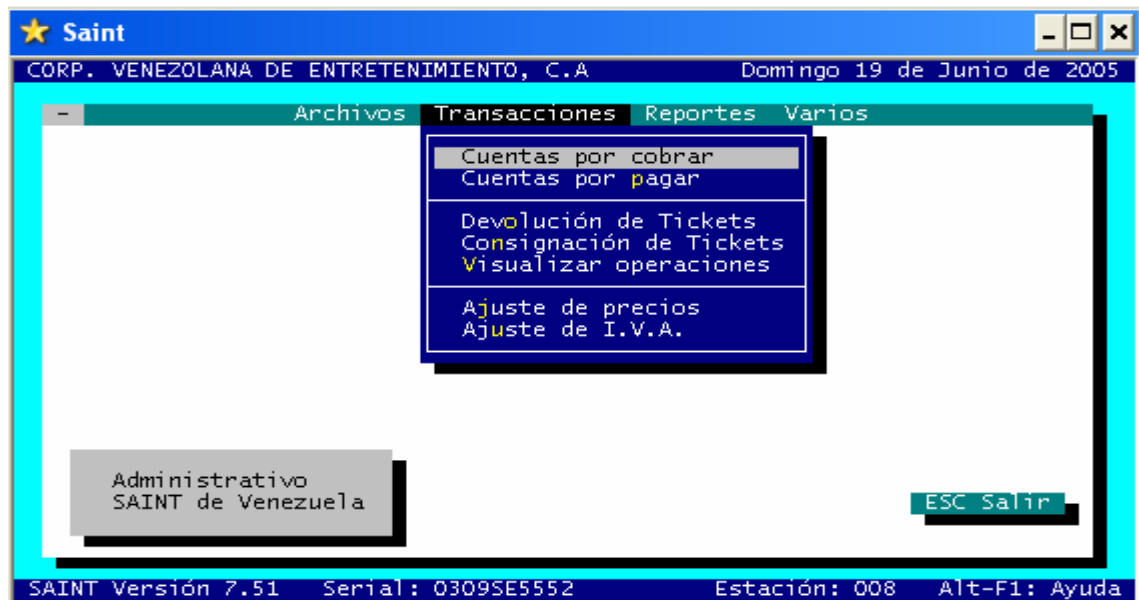 Saint
CORP. VENEZOLANA DE ENTRETENIMIENTO, C.A Domingo 19 de Junio de 2005
- Archivos Transacciones Reportes Varios
Cuentas por cobrar
Cuentas por pagar
Devolución de Tickets
Consignación de Tickets
Visualizar operaciones
Ajuste de precios
Ajuste de I.V.A.
Administrativo
SAINT de Venezuela
ESC Salir
SAINT Versión 7.51 Serial: 0309SE5552 Estación: 008 Alt-F1: Ayuda